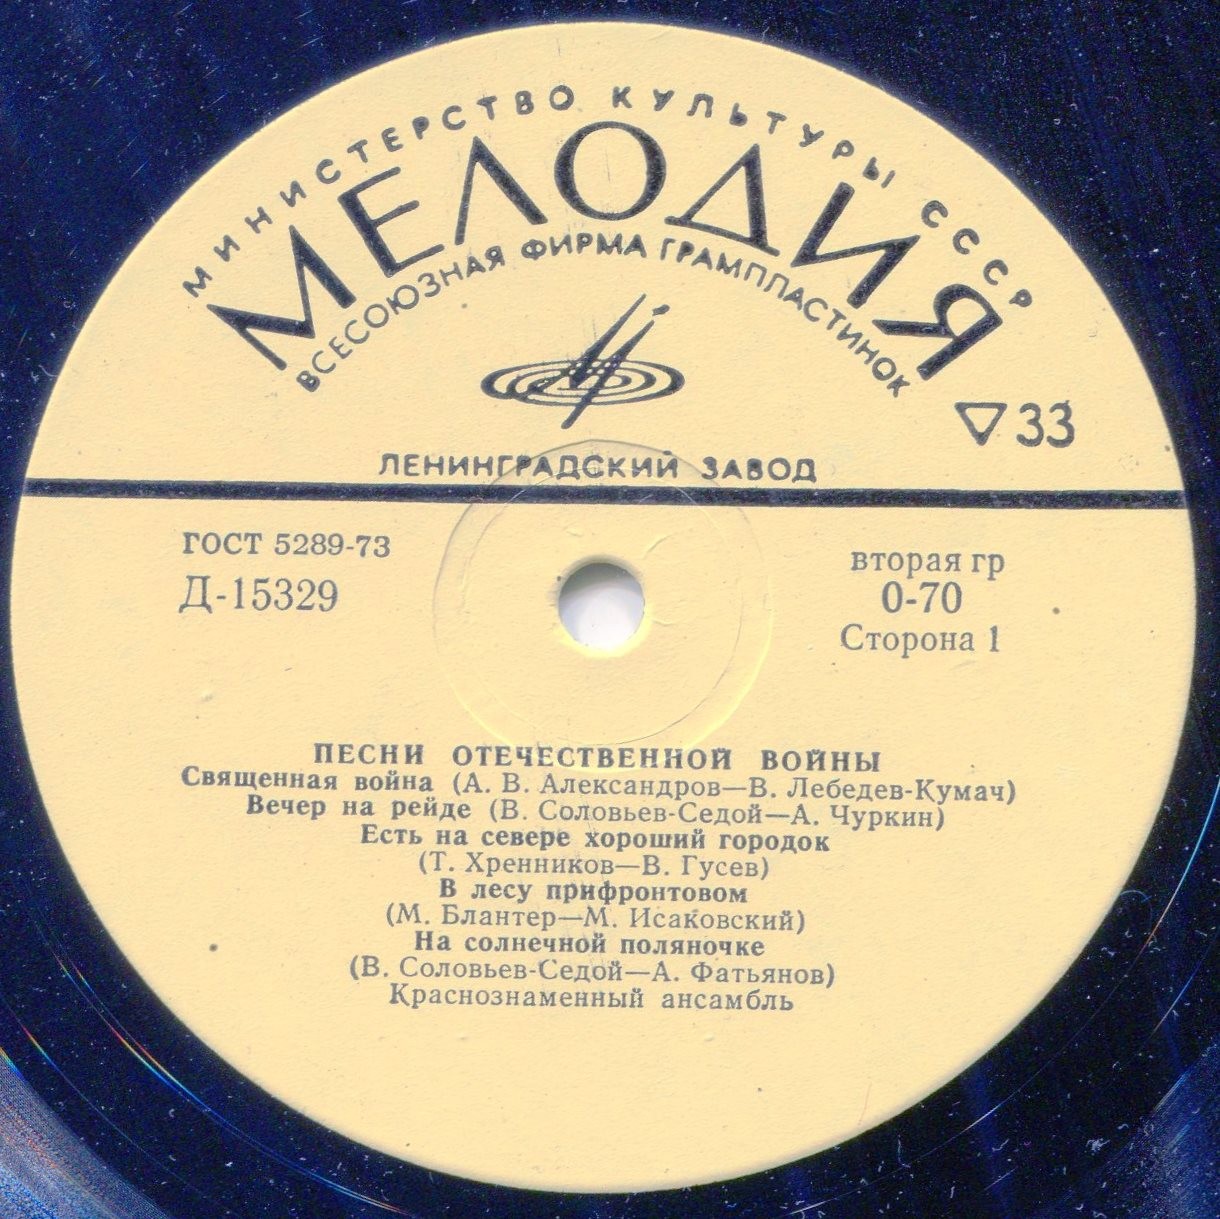 МИНИСТЕРСТВО КУЛЬТУРЫ СССР
МЕЛОДИЯ
ВСЕСОЮЗНАЯ ФИРМА ГРАМПЛАСТИНОК
▽33
ЛЕНИНГРАДСКИЙ ЗАВОД
ГОСТ 5289-73
Д-15329
вторая гр
0-70
Сторона 1
ПЕСНИ ОТЕЧЕСТВЕННОЙ ВОЙНЫ
Священная война (А. В. Александров—В. Лебедев-Кумач)
Вечер на рейде (В. Соловьев-Седой—А. Чуркин)
Есть на севере хороший городок
(Т. Хренников—В. Гусев)
В лесу прифронтовом
(М. Блантер—М. Исаковский)
На солнечной поляночке
(В. Соловьев-Седой—А. Фатьянов)
Краснознаменный ансамбль